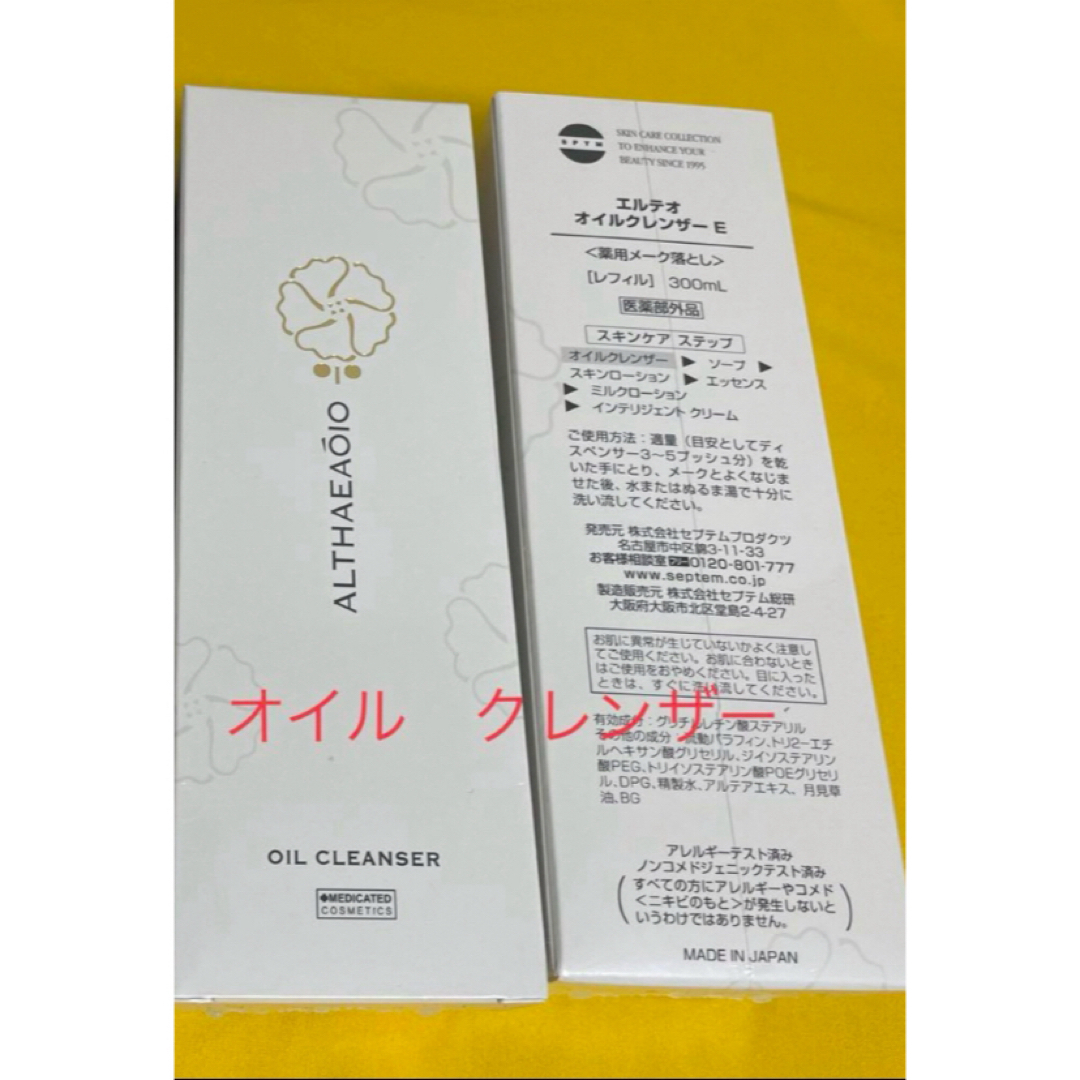 ALTHAEAÓIO
OIL CLEANSER
MEDICATED
COSMETICS
SPTM
SKIN CARE COLLECTION
TO ENHANCE YOUR
BEAUTY SINCE 1995
エルテオ
オイルクレンザー E
<薬用メーク落とし>
[レフィル] 300mL
医薬部外品
スキンケア ステップ
オイルクレンザー ▶ ソープ ▶
スキンローション ▶ エッセンス
▶ ミルクローション
▶ インテリジェント クリーム
ご使用方法:適量(目安としてディ
スペンサー3〜5プッシュ分)を乾
いた手にとり、メークとよくなじま
せた後、水またはぬるま湯で十分に
洗い流してください。
発売元 株式会社セプテムプロダクツ
名古屋市中区錦3-11-33
お客様相談室 0120-801-777
www.septem.co.jp
製造販売元 株式会社セプテム総研
大阪府大阪市北区堂島2-4-27
お肌に異常が生じていないかよく注意し
てご使用ください。お肌に合わないとき
はご使用をおやめください。目に入った
ときは、すぐに洗い流してください。
オイル クレンザー
有効成分:グリチルレチン酸ステアリル
その他の成分:流動パラフィン、トリ2-エチ
ルヘキサン酸グリセリル、ジイソステアリン
酸PEG、トリイソステアリン酸POEグリセリ
ル、DPG、精製水、アルテアエキス、月見草
油、BG
アレルギーテスト済み
ノンコメドジェニックテスト済み
(すべての方にアレルギーやコメド
<ニキビのもと>が発生しないと
いうわけではありません。)
MADE IN JAPAN